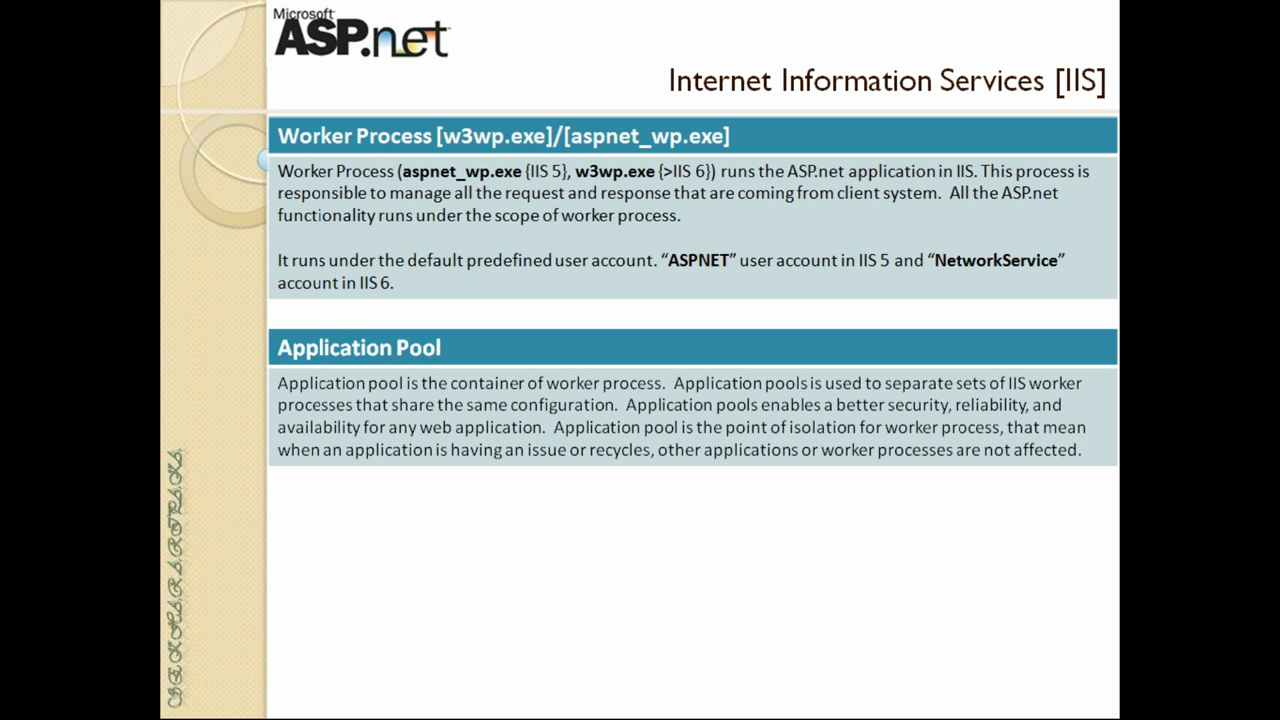 Microsoft
ASP.net
Internet Information Services [IIS]
Worker Process [w3wp.exe]/[aspnet_wp.exe]
Worker Process (aspnet_wp.exe {IIS 5}, w3wp.exe {>IIS 6}) runs the ASP.net application in IIS. This process is
responsible to manage all the request and response that are coming from client system.  All the ASP.net
functionality runs under the scope of worker process.
It runs under the default predefined user account. “ASPNET” user account in IIS 5 and “NetworkService”
account in IIS 6.
Application Pool
Application pool is the container of worker process.  Application pools is used to separate sets of IIS worker
processes that share the same configuration.  Application pools enables a better security, reliability, and
availability for any web application.  Application pool is the point of isolation for worker process, that mean
when an application is having an issue or recycles, other applications or worker processes are not affected.